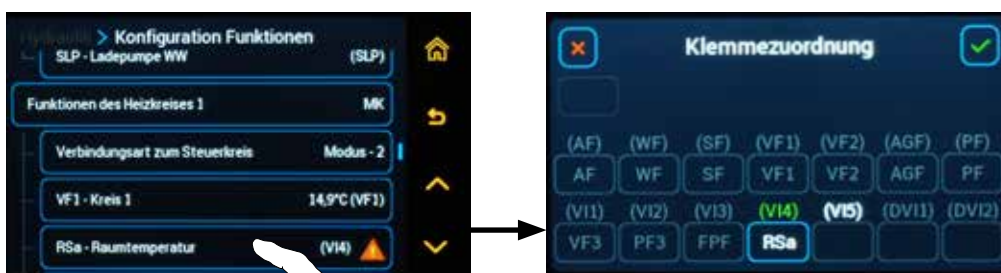 > Konfiguration Funktionen
SLP - Ladepumpe WW (SLP)
Funktionen des Heizkreises 1 MK
Verbindungsart zum Steuerkreis Modus - 2
VF1 - Kreis 1 14,9°C (VF1)
RSa - Raumtemperatur (VI4)
Klemmezuordnung
(AF) (WF) (SF) (VF1) (VF2) (AGF) (PF)
AF WF SF VF1 VF2 AGF PF
(VI1) (VI2) (VI3) (VI4) (VI5) (DVI1) (DVI2)
VF3 PF3 FPF RSa